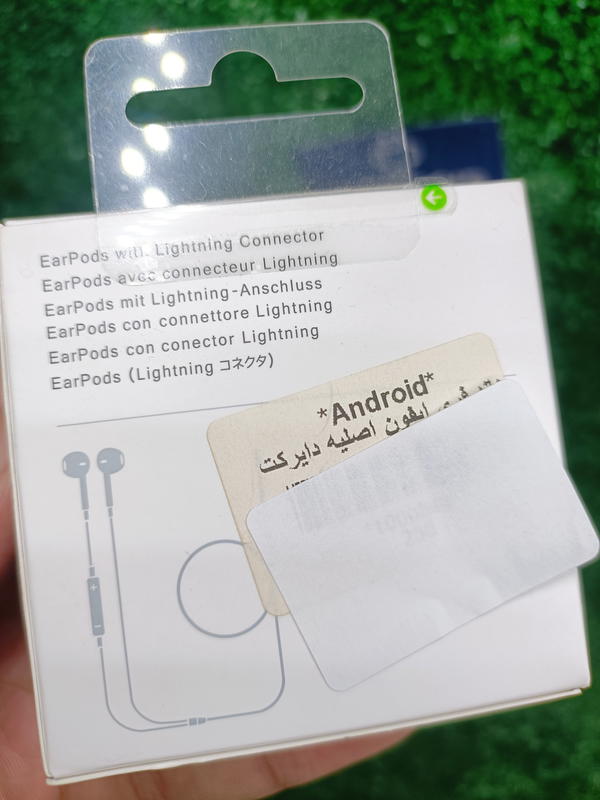 EarPods with Lightning Connector
EarPods avec connecteur Lightning
EarPods mit Lightning-Anschluss
EarPods con connettore Lightning
EarPods con conector Lightning
EarPods (Lightning コネクタ)
*Android*
ايفون اصليه دايركت